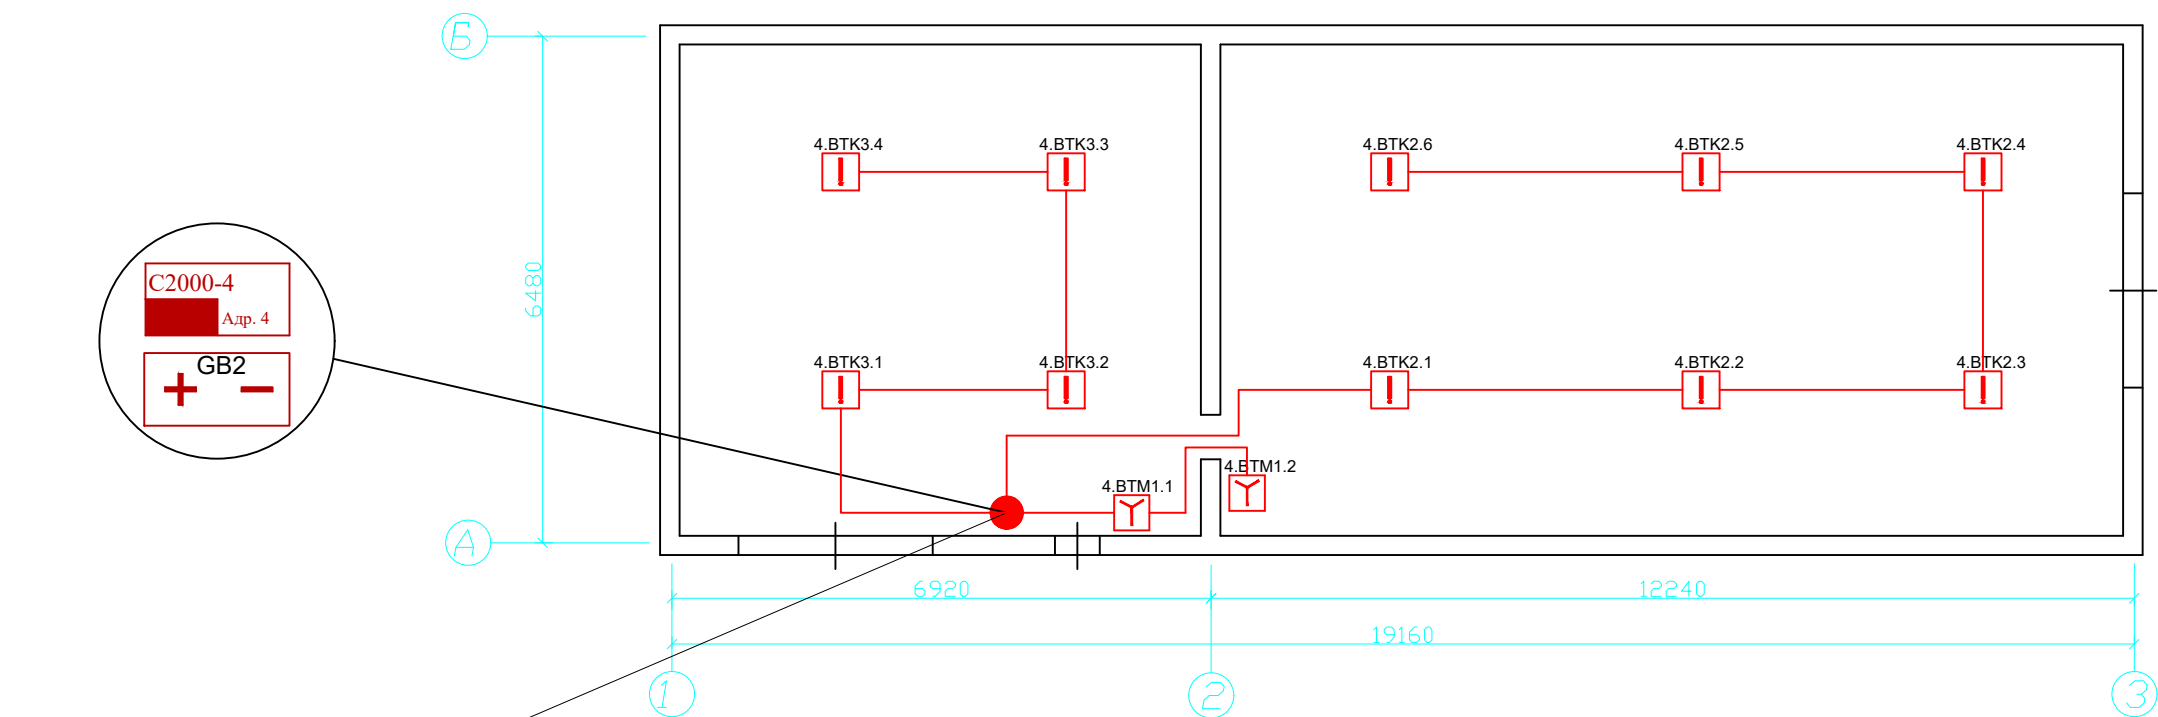 Б
4.BTK3.4
4.BTK3.3
4.BTK2.6
4.BTK2.5
4.BTK2.4
6480
C2000-4
Адр. 4
GB2
+ −
4.BTK3.1
4.BTK3.2
4.BTK2.1
4.BTK2.2
4.BTK2.3
4.BTM1.1
4.BTM1.2
А
6920
12240
19160
1
2
3